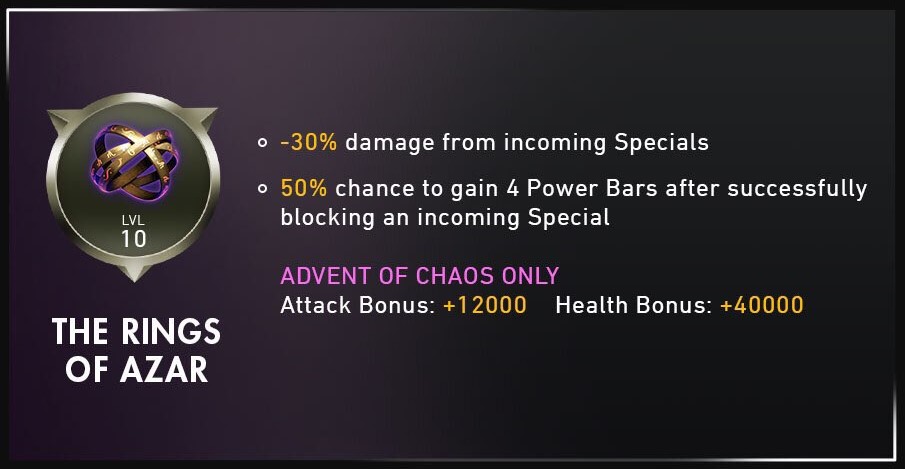 -30% damage from incoming Specials
50% chance to gain 4 Power Bars after successfully
blocking an incoming Special
ADVENT OF CHAOS ONLY
Attack Bonus: +12000 Health Bonus: +40000
LVL
10
THE RINGS
OF AZAR